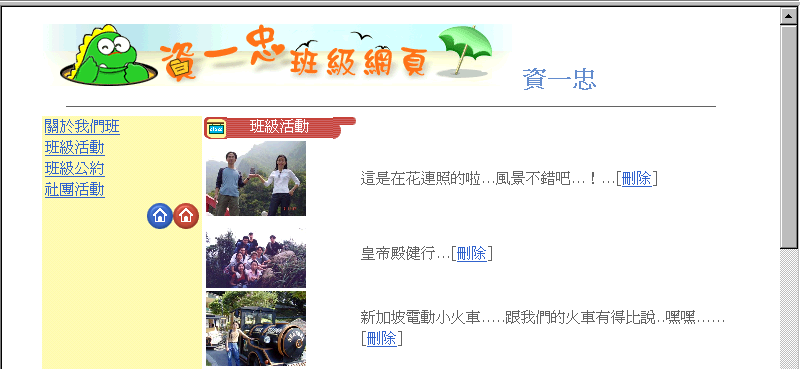 資一忠班級網頁
資一忠
關於我們班
班級活動
班級公約
社團活動
班級活動
這是在花連照的啦...風景不錯吧...！...[刪除]
皇帝殿健行...[刪除]
新加坡電動小火車.....跟我們的火車有得比說..嘿嘿......
[刪除]